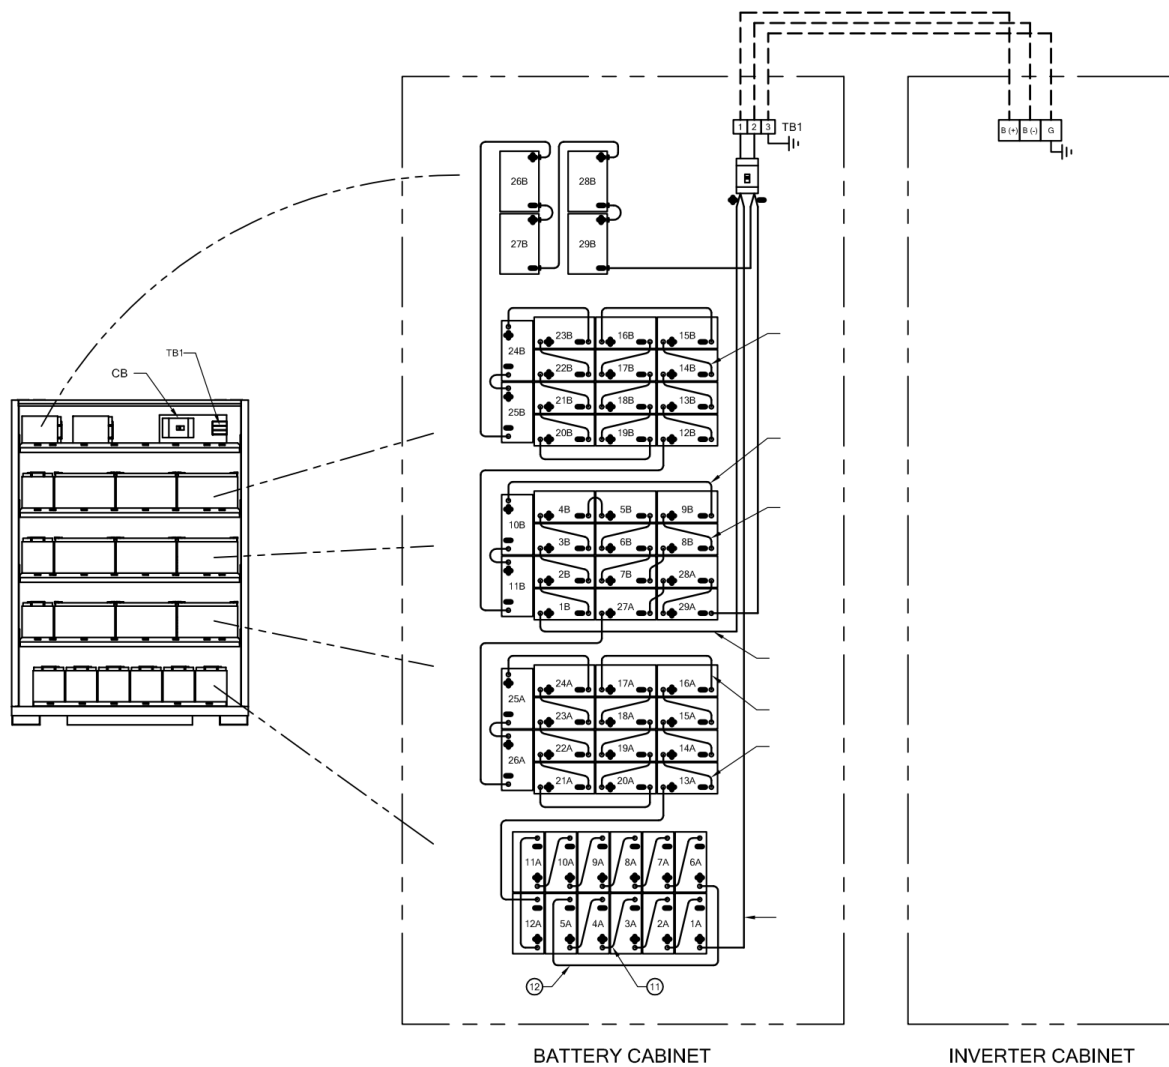 1 2 3 TB1
B (+) B (-) G
26B 28B
27B 29B
23B 16B 15B
24B
22B 17B 14B
TB1
CB
21B 18B 13B
25B
20B 19B 12B
4B 5B 9B
10B
3B 6B 8B
2B 7B 28A
11B
1B 27A 29A
24A 17A 16A
25A
23A 18A 15A
22A 19A 14A
26A
21A 20A 13A
11A 10A 9A 8A 7A 6A
12A 5A 4A 3A 2A 1A
12 11
BATTERY CABINET INVERTER CABINET